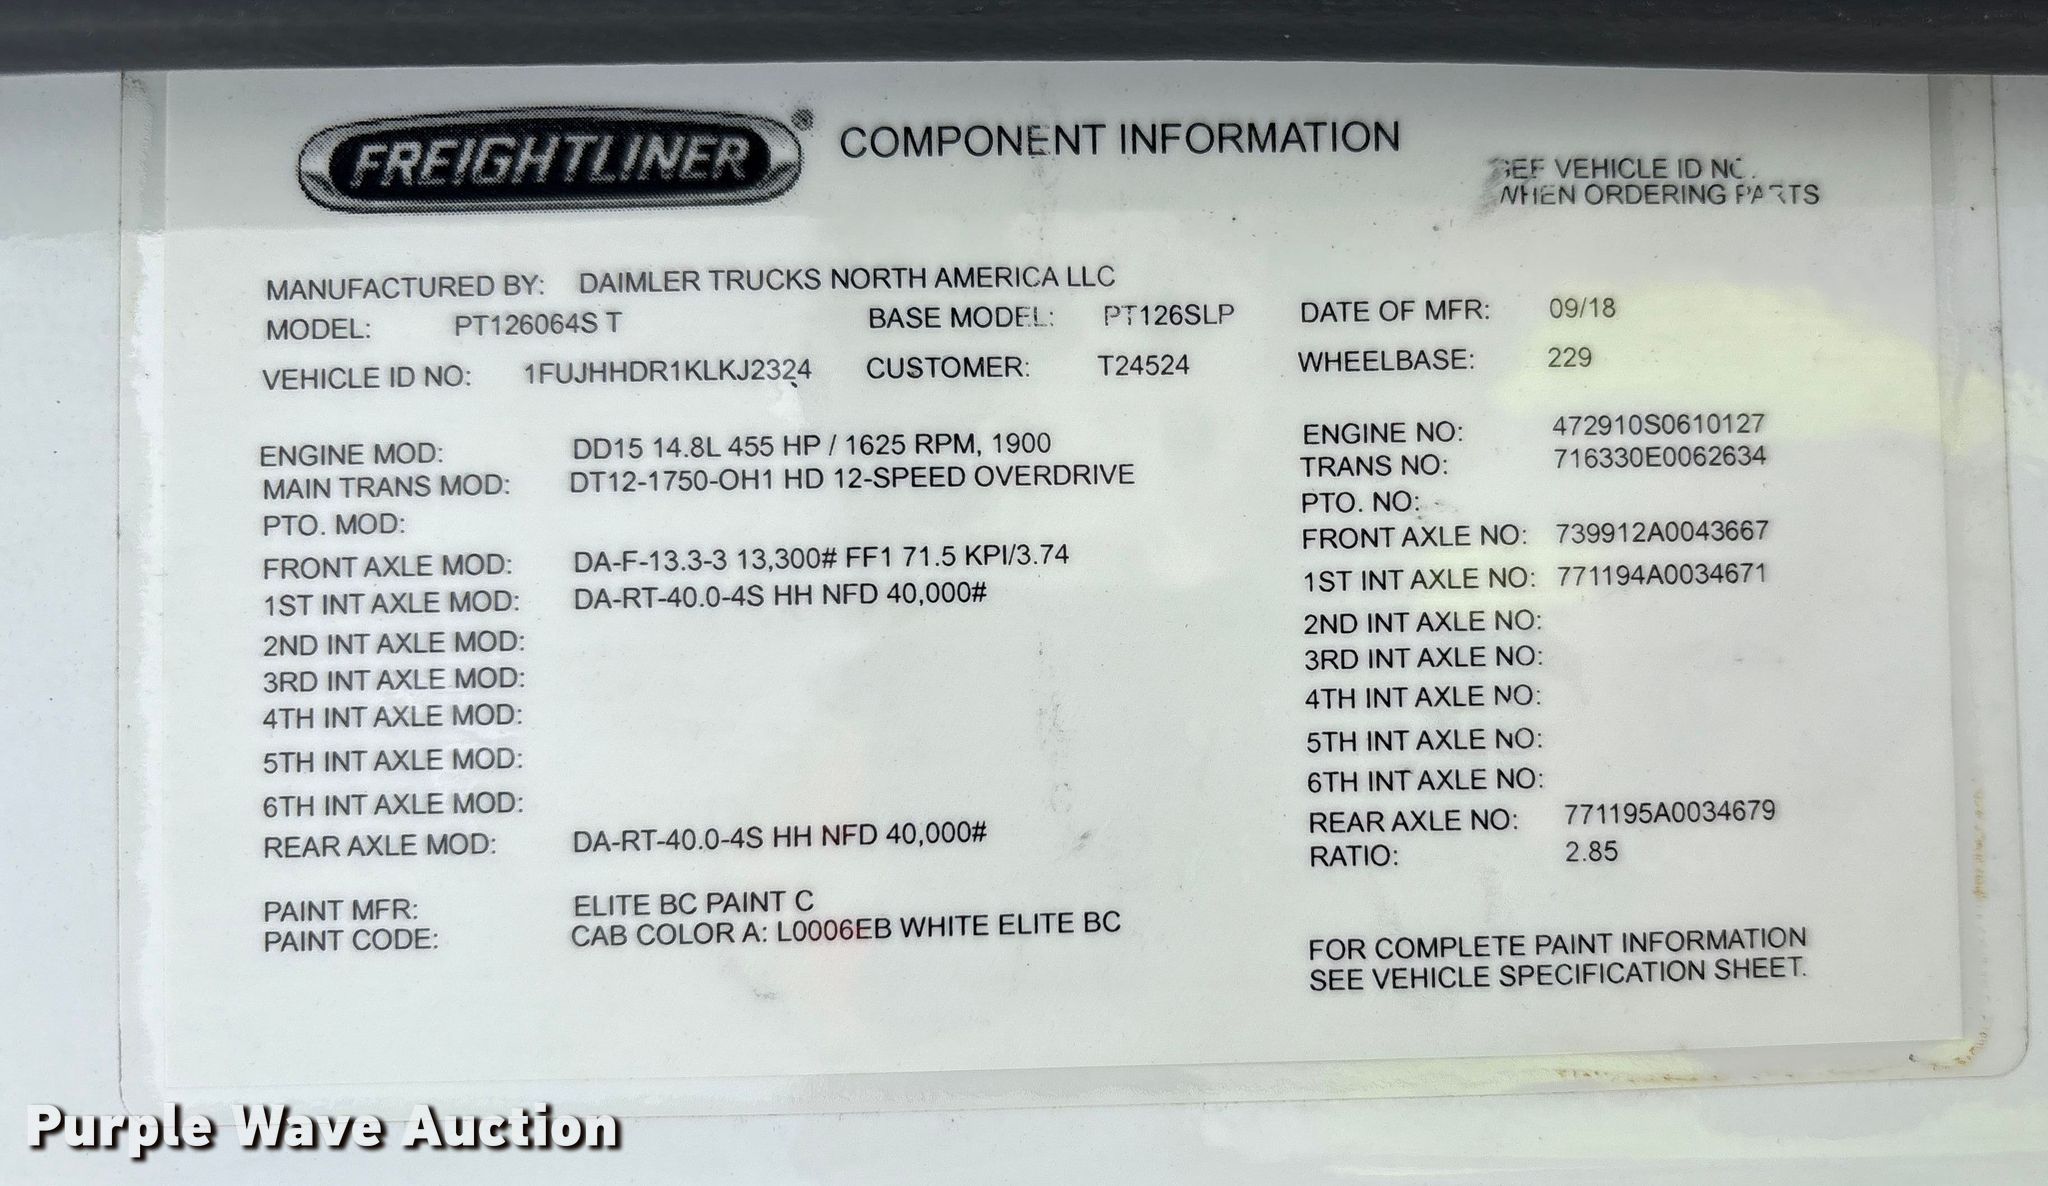 FREIGHTLINER COMPONENT INFORMATION
SEE VEHICLE ID NO.
WHEN ORDERING PARTS
MANUFACTURED BY: DAIMLER TRUCKS NORTH AMERICA LLC
MODEL: PT126064S T BASE MODEL: PT126SLP DATE OF MFR: 09/18
VEHICLE ID NO: 1FUJHHDR1KLKJ2324 CUSTOMER: T24524 WHEELBASE: 229
ENGINE MOD: DD15 14.8L 455 HP / 1625 RPM, 1900 ENGINE NO: 472910S0610127
MAIN TRANS MOD: DT12-1750-OH1 HD 12-SPEED OVERDRIVE TRANS NO: 716330E0062634
PTO. MOD: PTO. NO:
FRONT AXLE MOD: DA-F-13.3-3 13,300# FF1 71.5 KPI/3.74 FRONT AXLE NO: 739912A0043667
1ST INT AXLE MOD: DA-RT-40.0-4S HH NFD 40,000# 1ST INT AXLE NO: 771194A0034671
2ND INT AXLE MOD: 2ND INT AXLE NO:
3RD INT AXLE MOD: 3RD INT AXLE NO:
4TH INT AXLE MOD: 4TH INT AXLE NO:
5TH INT AXLE MOD: 5TH INT AXLE NO:
6TH INT AXLE MOD: 6TH INT AXLE NO:
REAR AXLE MOD: DA-RT-40.0-4S HH NFD 40,000# REAR AXLE NO: 771195A0034679
RATIO: 2.85
PAINT MFR: ELITE BC PAINT C
PAINT CODE: CAB COLOR A: L0006EB WHITE ELITE BC
FOR COMPLETE PAINT INFORMATION
SEE VEHICLE SPECIFICATION SHEET.
Purple Wave Auction